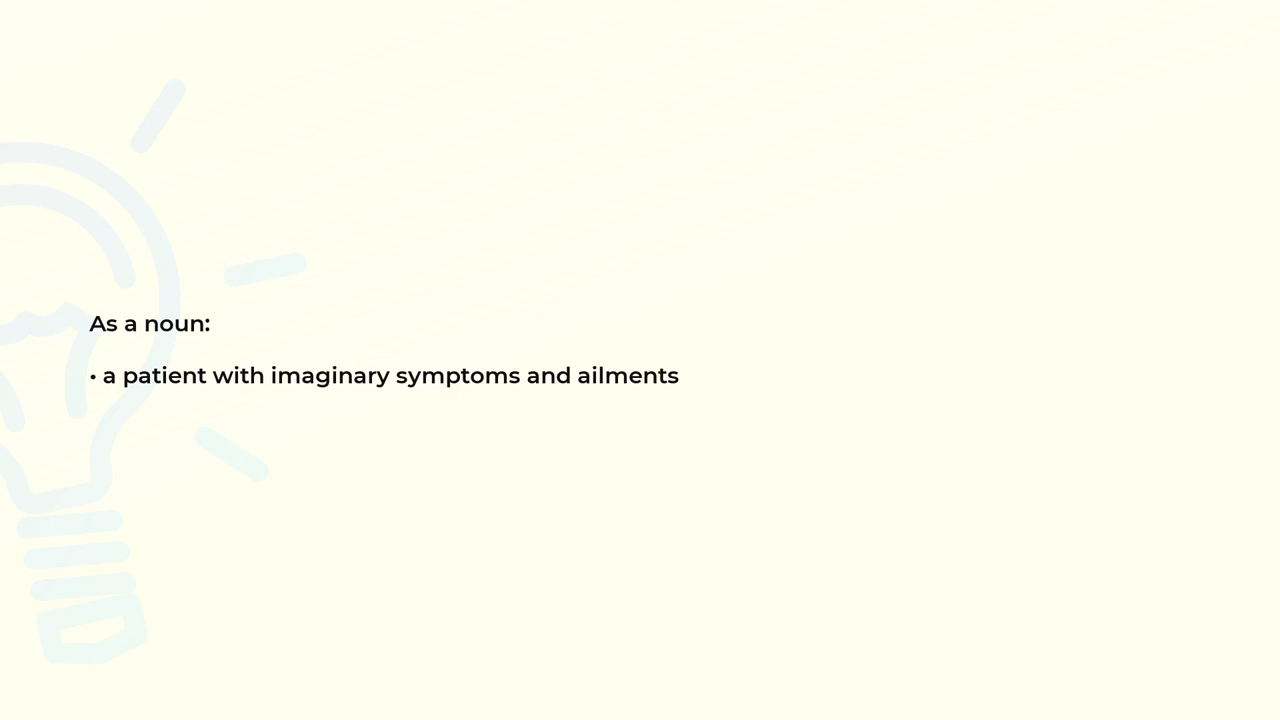 As a noun:
• a patient with imaginary symptoms and ailments